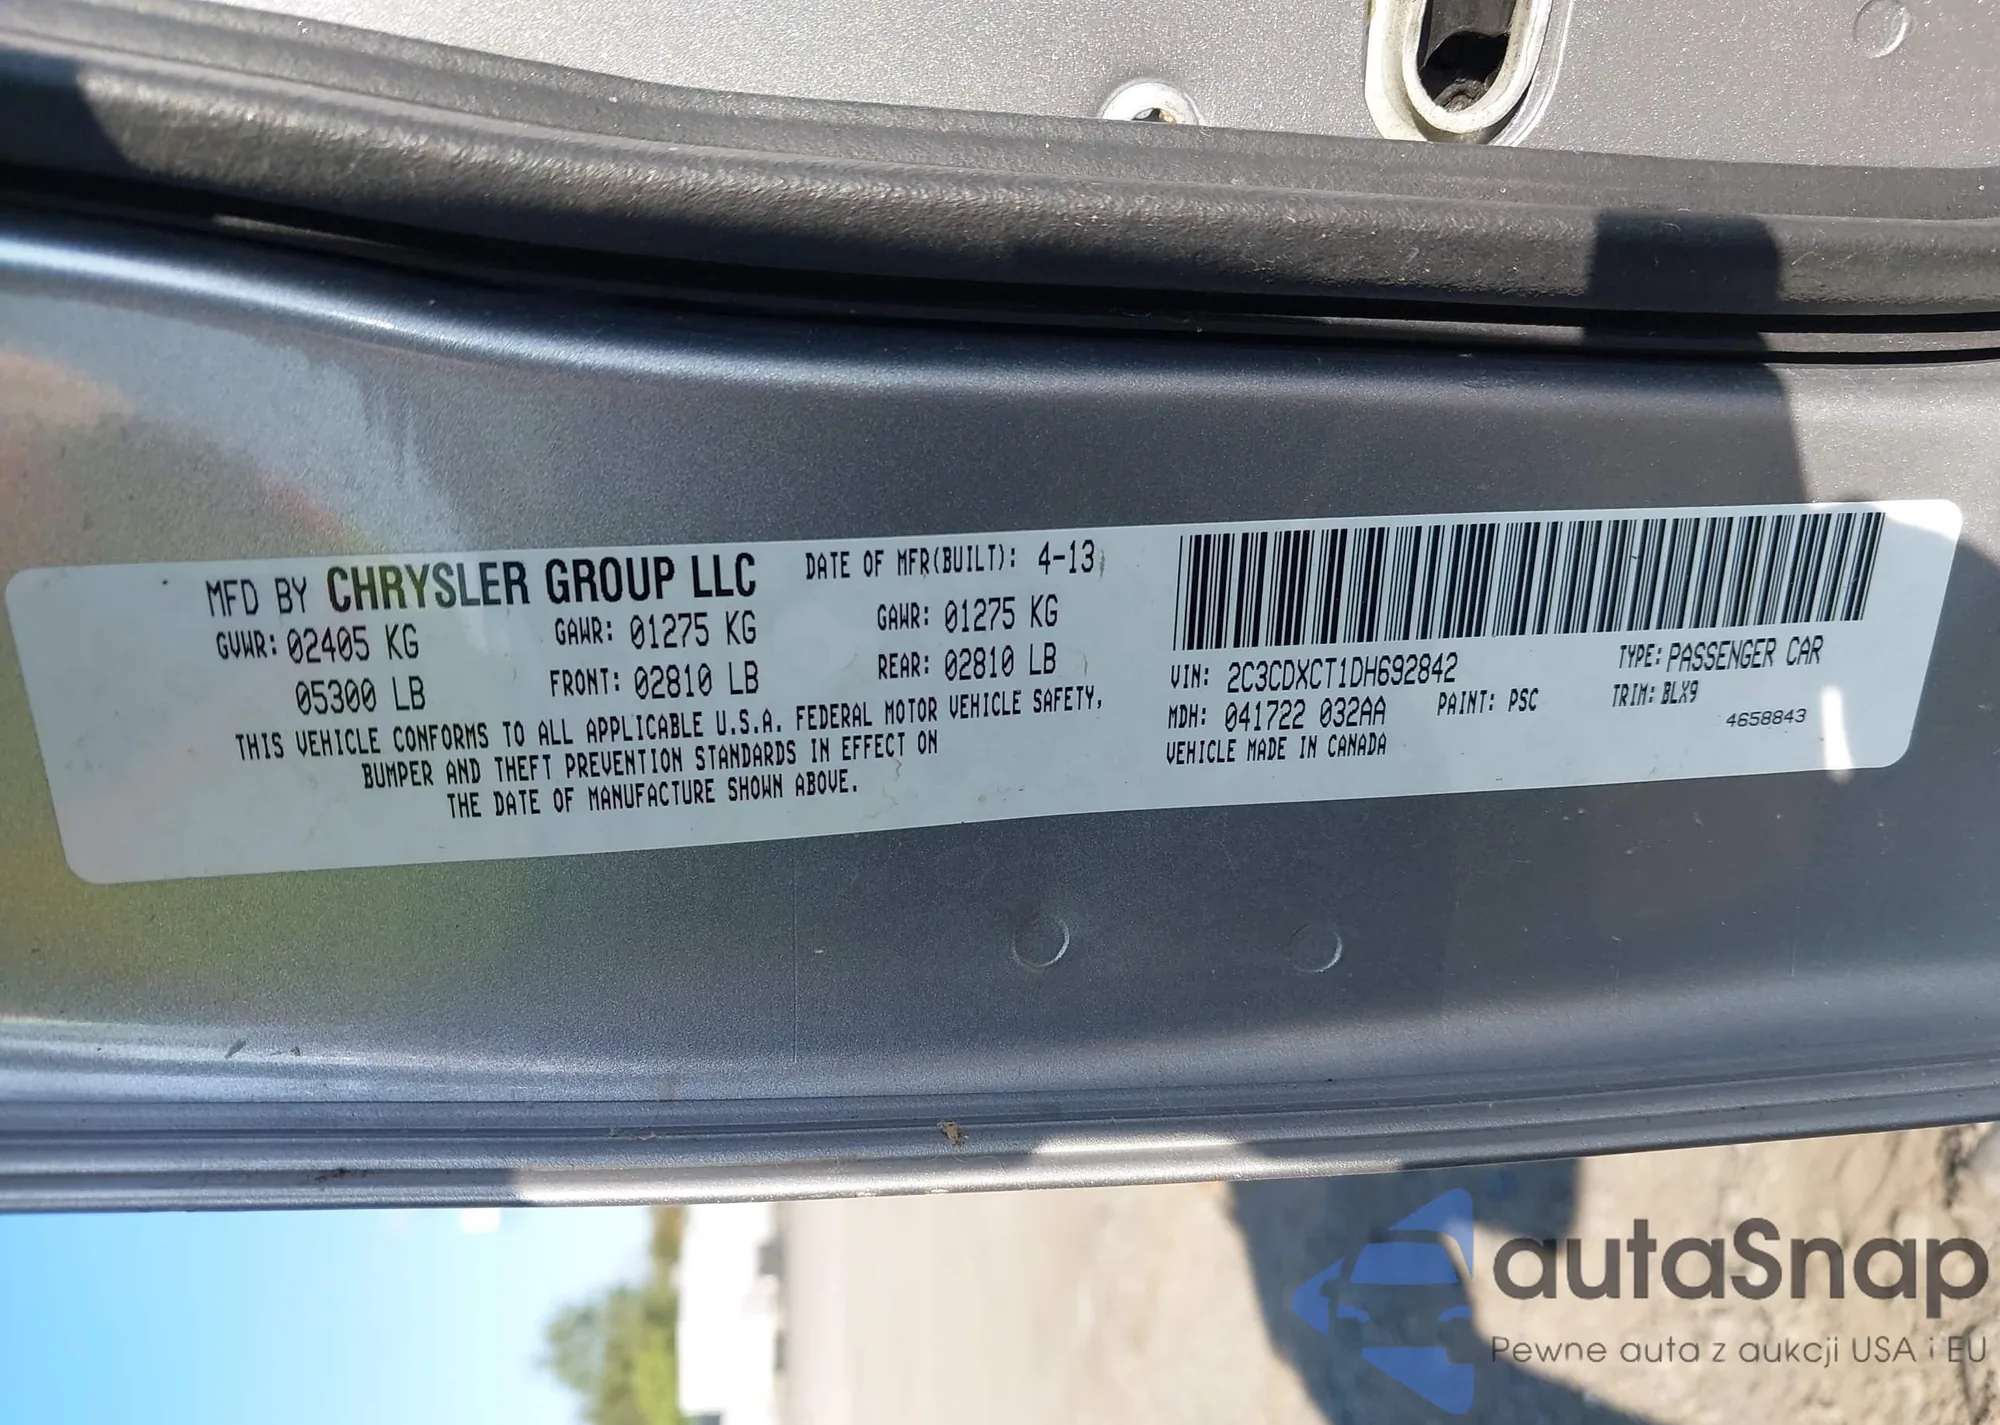 MFD BY CHRYSLER GROUP LLC DATE OF MFR(BUILT): 4-13
GVWR: 02405 KG GAWR: 01275 KG GAWR: 01275 KG
05300 LB FRONT: 02810 LB REAR: 02810 LB
THIS VEHICLE CONFORMS TO ALL APPLICABLE U.S.A. FEDERAL MOTOR VEHICLE SAFETY,
BUMPER AND THEFT PREVENTION STANDARDS IN EFFECT ON
THE DATE OF MANUFACTURE SHOWN ABOVE.
VIN: 2C3CDXCT1DH692842 TYPE: PASSENGER CAR
MDH: 041722 032AA PAINT: PSC TRIM: BLX9
VEHICLE MADE IN CANADA 4658843
autaSnap
Pewne auta z aukcji USA i EU